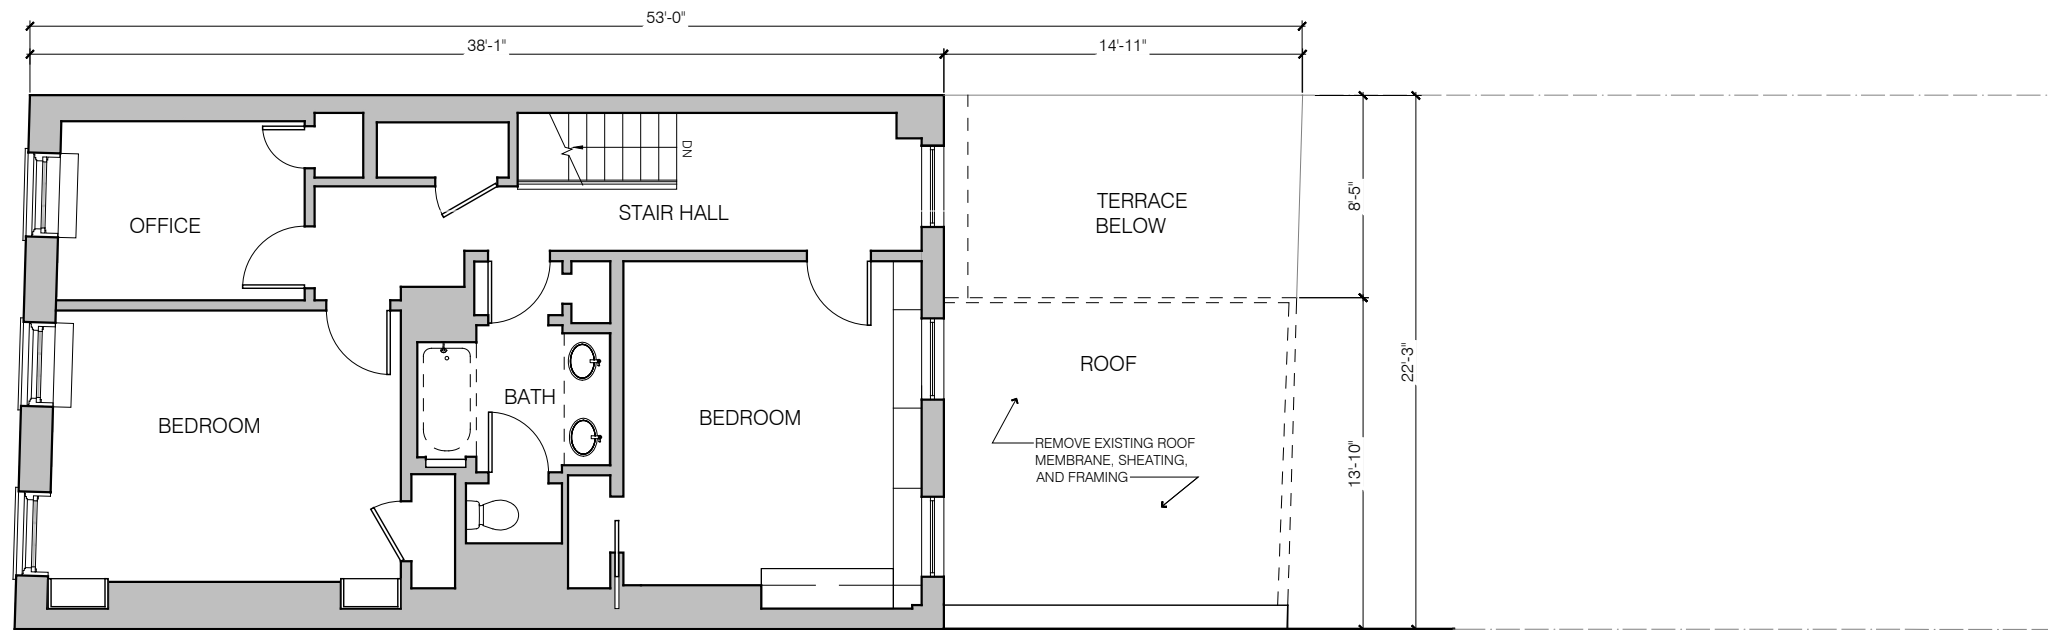 53'-0"
38'-1"
14'-11"
DN
OFFICE
STAIR HALL
TERRACE
BELOW
8'-5"
ROOF
22'-3"
BATH
BEDROOM
BEDROOM
REMOVE EXISTING ROOF
MEMBRANE, SHEATING,
AND FRAMING
13'-10"